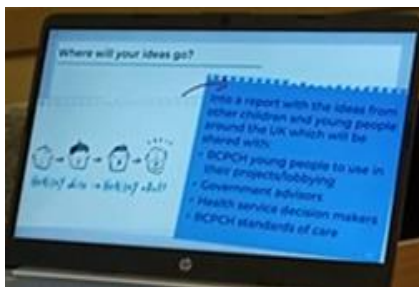 Where will your ideas go?
Into a report with the ideas from
other children and young people
around the UK which will be
shared with:
• RCPCH young people to use in
their projects/lobbying
• Government advisors
• Health service decision makers
• RCPCH standards of care
hp